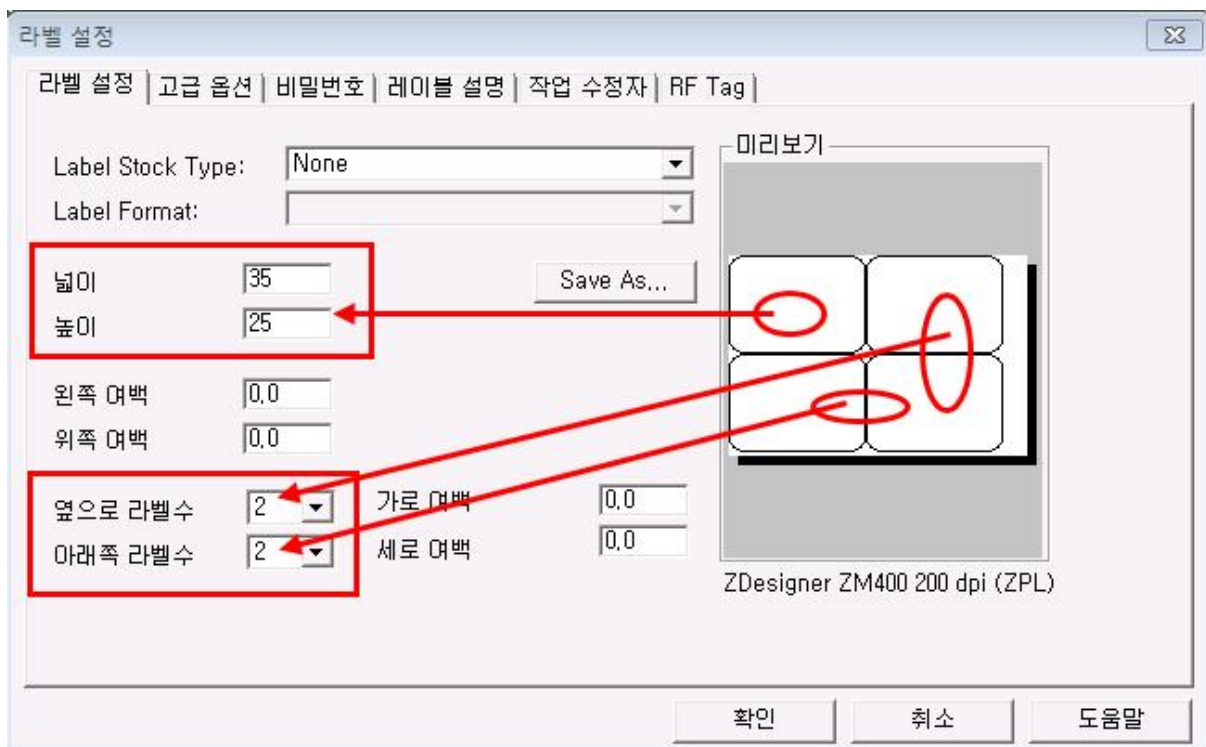 라벨 설정
라벨 설정 고급 옵션 비밀번호 레이블 설명 작업 수정자 RF Tag
Label Stock Type: None
Label Format:
넓이 35
높이 25
Save As...
왼쪽 여백 0.0
위쪽 여백 0.0
옆으로 라벨수 2
아래쪽 라벨수 2
가로 여백 0.0
세로 여백 0.0
미리보기
ZDesigner ZM400 200 dpi (ZPL)
확인 취소 도움말